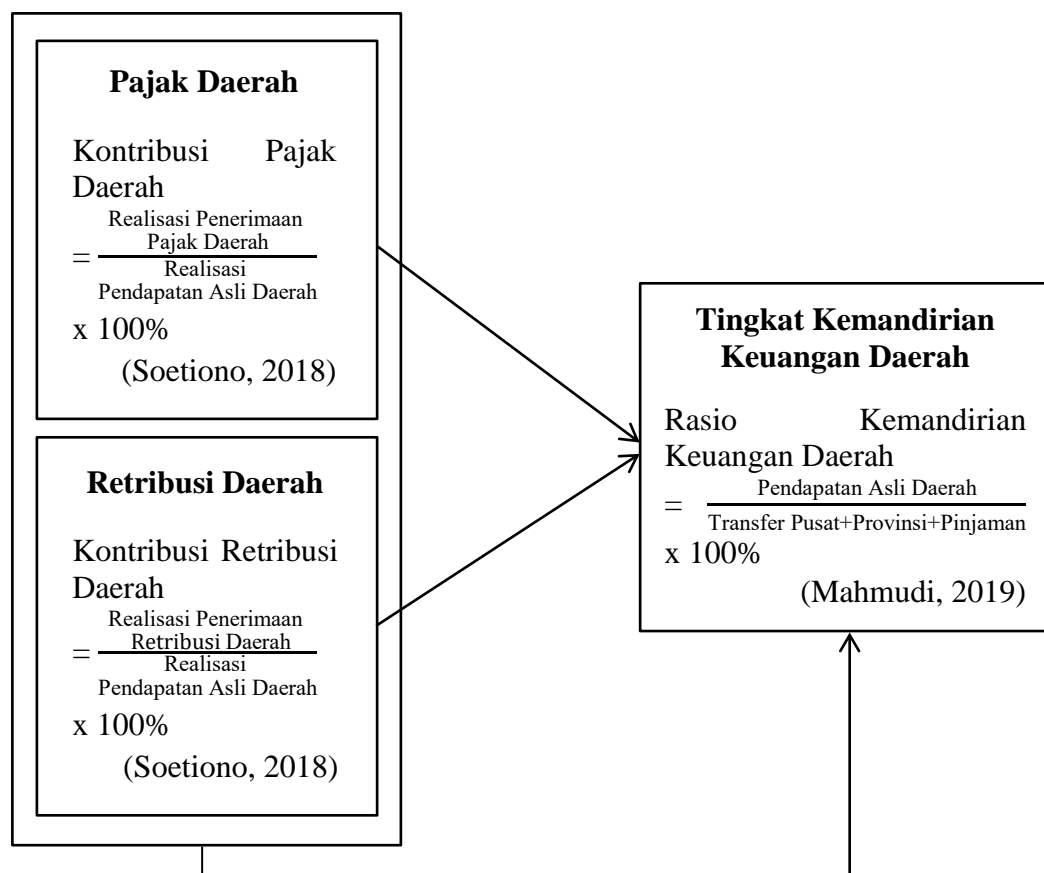 Pajak Daerah
Kontribusi Pajak
Daerah
Realisasi Penerimaan
Pajak Daerah
=
Realisasi
Pendapatan Asli Daerah
x 100%
(Soetiono, 2018)
Retribusi Daerah
Kontribusi Retribusi
Daerah
Realisasi Penerimaan
Retribusi Daerah
=
Realisasi
Pendapatan Asli Daerah
x 100%
(Soetiono, 2018)
Tingkat Kemandirian
Keuangan Daerah
Rasio Kemandirian
Keuangan Daerah
Pendapatan Asli Daerah
=
Transfer Pusat+Provinsi+Pinjaman
x 100%
(Mahmudi, 2019)